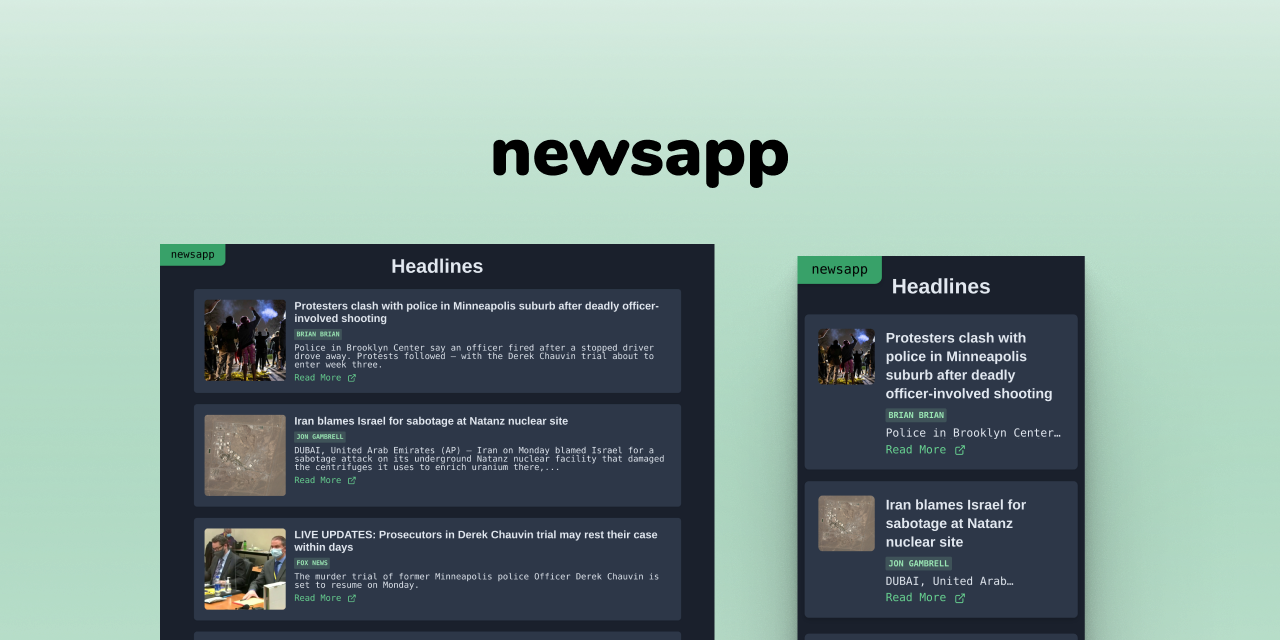 newsapp
newsapp
Headlines
Protesters clash with police in Minneapolis suburb after deadly officer-
involved shooting
BRIAN BRIAN
Police in Brooklyn Center say an officer fired after a stopped driver
drove away. Protests followed — with the Derek Chauvin trial about to
enter week three.
Read More
Iran blames Israel for sabotage at Natanz nuclear site
JON GAMBRELL
DUBAI, United Arab Emirates (AP) — Iran on Monday blamed Israel for a
sabotage attack on its underground Natanz nuclear facility that damaged
the centrifuges it uses to enrich uranium there,...
Read More
LIVE UPDATES: Prosecutors in Derek Chauvin trial may rest their case
within days
FOX NEWS
The murder trial of former Minneapolis police Officer Derek Chauvin is
set to resume on Monday.
Read More
newsapp
Headlines
Protesters clash with
police in Minneapolis
suburb after deadly
officer-involved shooting
BRIAN BRIAN
Police in Brooklyn Center…
Read More
Iran blames Israel for
sabotage at Natanz
nuclear site
JON GAMBRELL
DUBAI, United Arab…
Read More